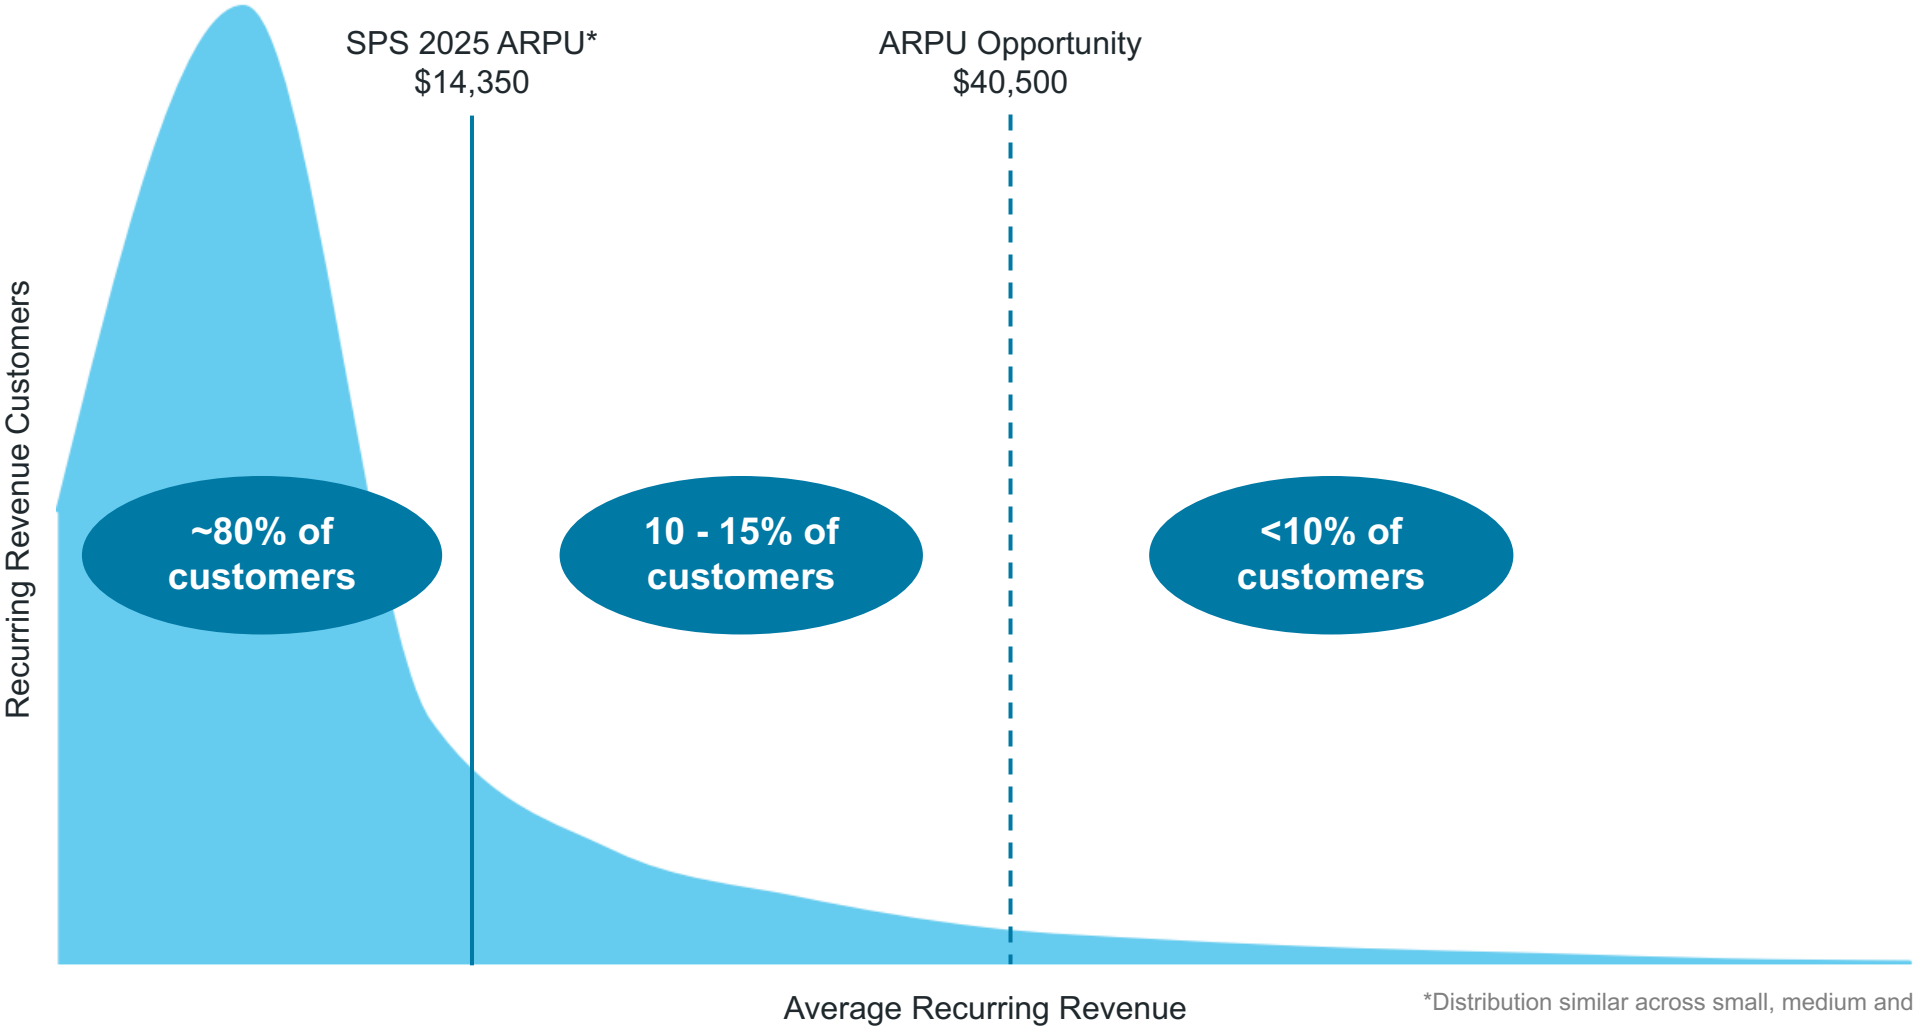 SPS 2025 ARPU*
$14,350
ARPU Opportunity
$40,500
Recurring Revenue Customers
~80% of
customers
10 - 15% of
customers
<10% of
customers
Average Recurring Revenue
*Distribution similar across small, medium and